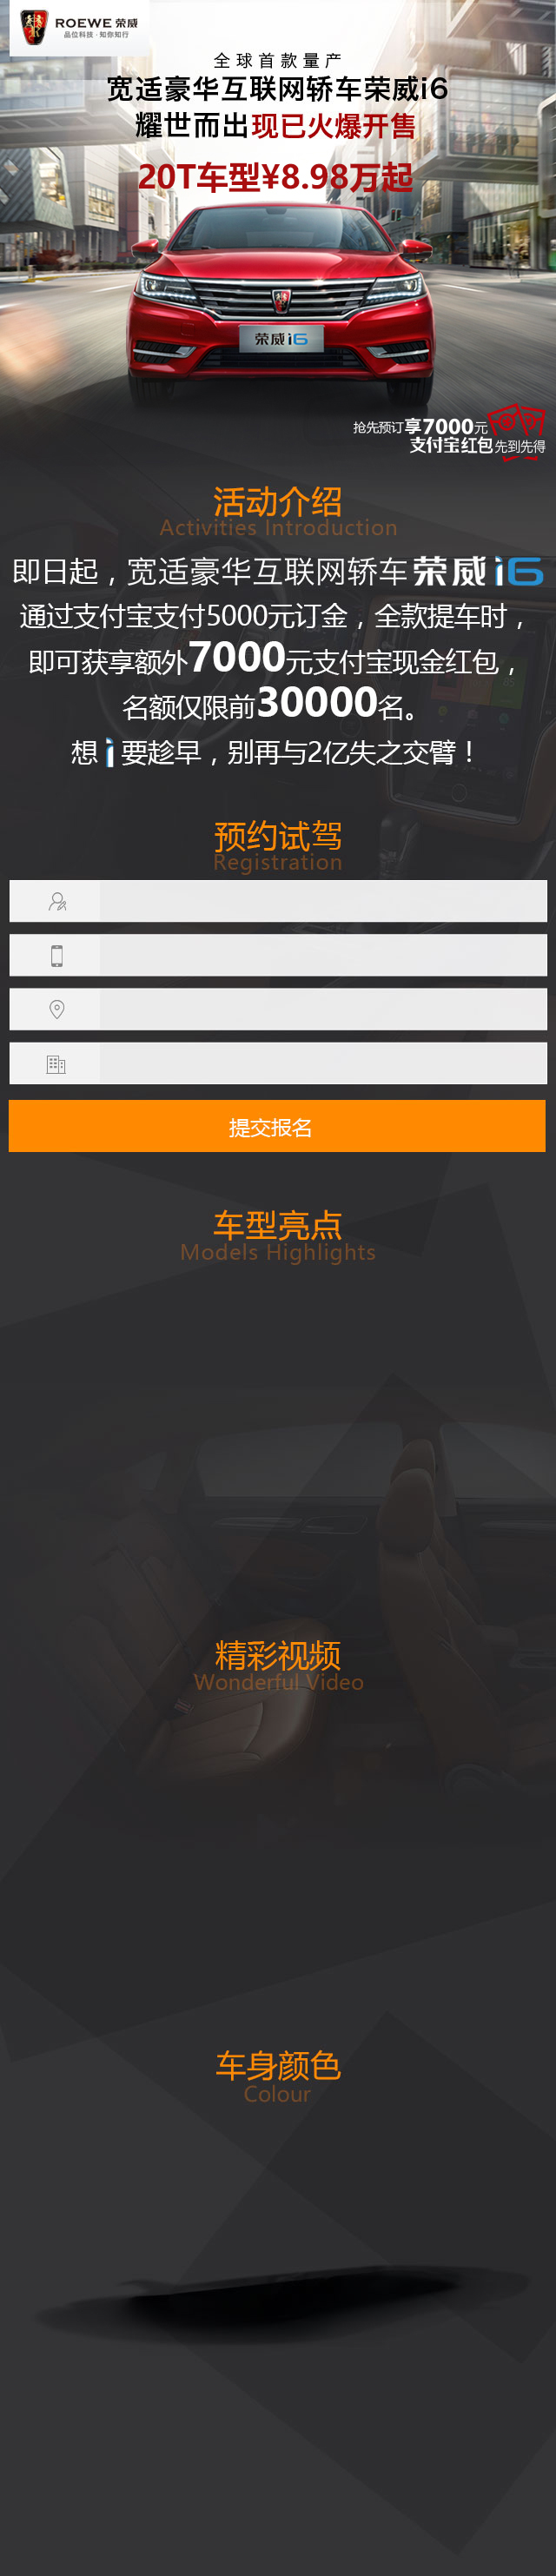 ROEWE 荣威
品位科技·知你知行
全球首款量产
宽适豪华互联网轿车荣威i6
耀世而出现已火爆开售
20T车型¥8.98万起
荣威i6
抢先预订享7000元
支付宝红包先到先得
活动介绍
Activities Introduction
即日起，宽适豪华互联网轿车荣威i6
通过支付宝支付5000元订金，全款提车时，
即可获享额外7000元支付宝现金红包，
名额仅限前30000名。
想i要趁早，别再与2亿失之交臂！
预约试驾
Registration
提交报名
车型亮点
Models Highlights
精彩视频
Wonderful Video
车身颜色
Colour